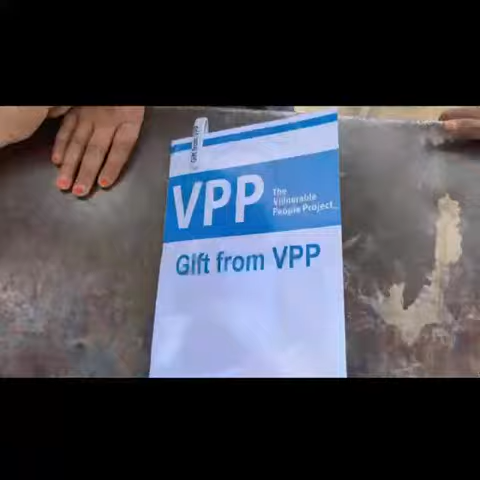 VPP
The
Vulnerable
People Project
Gift from VPP